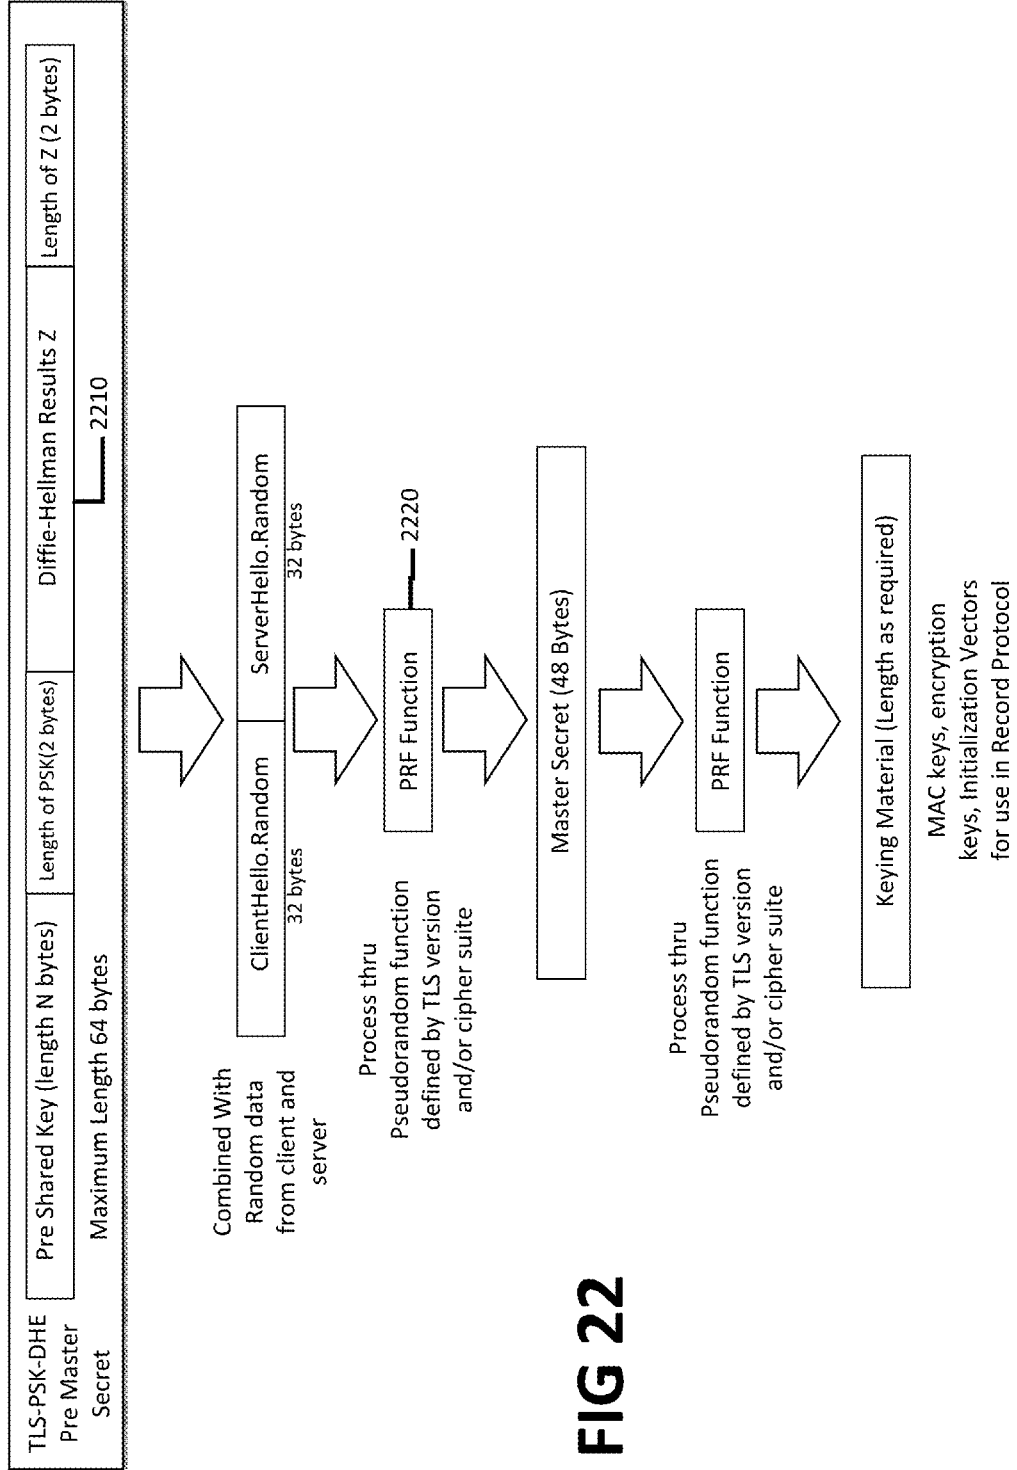 TLS-PSK-DHE
Pre Master
Secret
Pre Shared Key (length N bytes)
Length of PSK(2 bytes)
Diffie-Hellman Results Z
Length of Z (2 bytes)
Maximum Length 64 bytes
2210
Combined With
Random data
from client and
server
ClientHello.Random
ServerHello.Random
32 bytes
32 bytes
Process thru
Pseudorandom function
defined by TLS version
and/or cipher suite
PRF Function
2220
Master Secret (48 Bytes)
Process thru
Pseudorandom function
defined by TLS version
and/or cipher suite
PRF Function
Keying Material (Length as required)
MAC keys, encryption
keys, Initialization Vectors
for use in Record Protocol
FIG 22